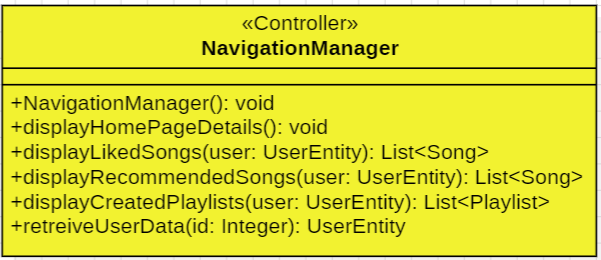 «Controller»
NavigationManager
+NavigationManager(): void
+displayHomePageDetails(): void
+displayLikedSongs(user: UserEntity): List<Song>
+displayRecommendedSongs(user: UserEntity): List<Song>
+displayCreatedPlaylists(user: UserEntity): List<Playlist>
+retreiveUserData(id: Integer): UserEntity